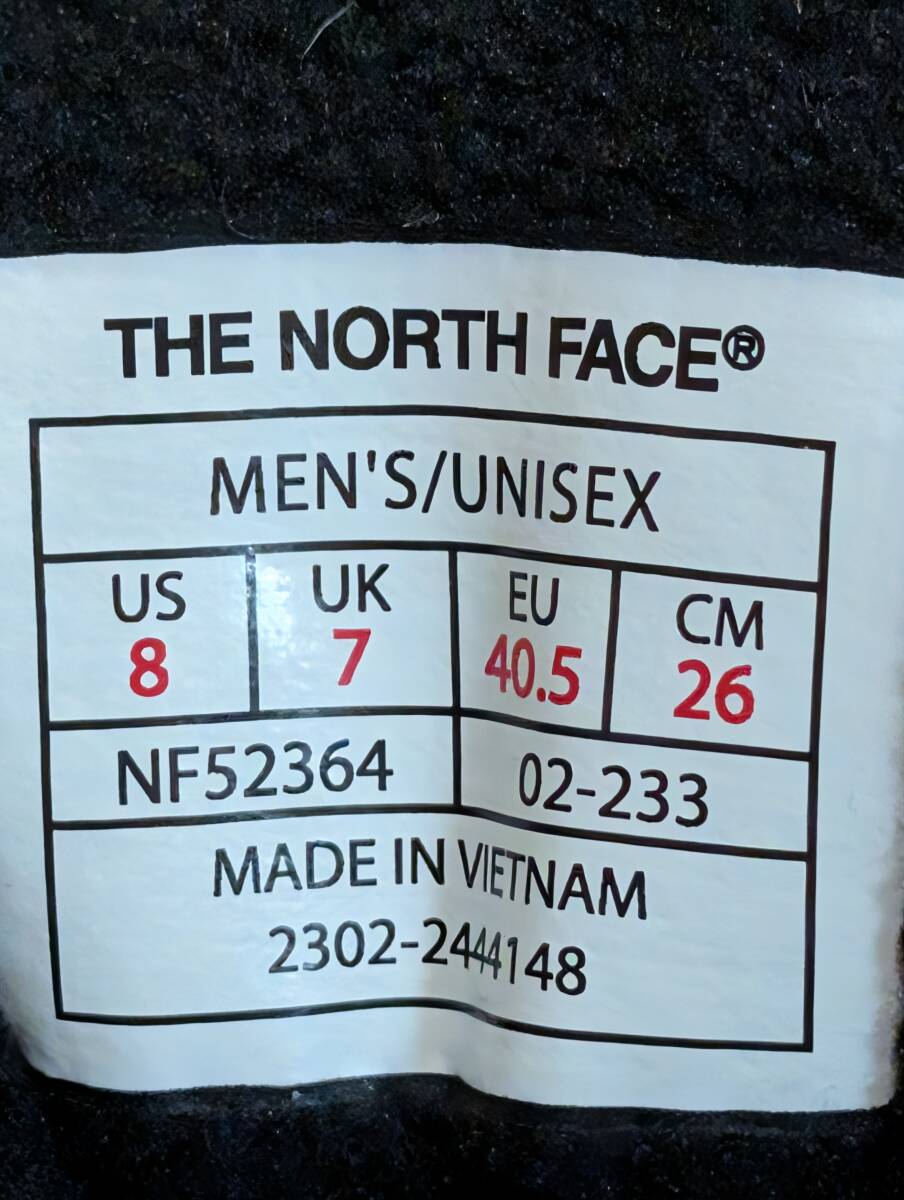 THE NORTH FACE®
MEN'S/UNISEX
US UK EU CM
8 7 40.5 26
NF52364 02-233
MADE IN VIETNAM
2302-2444148